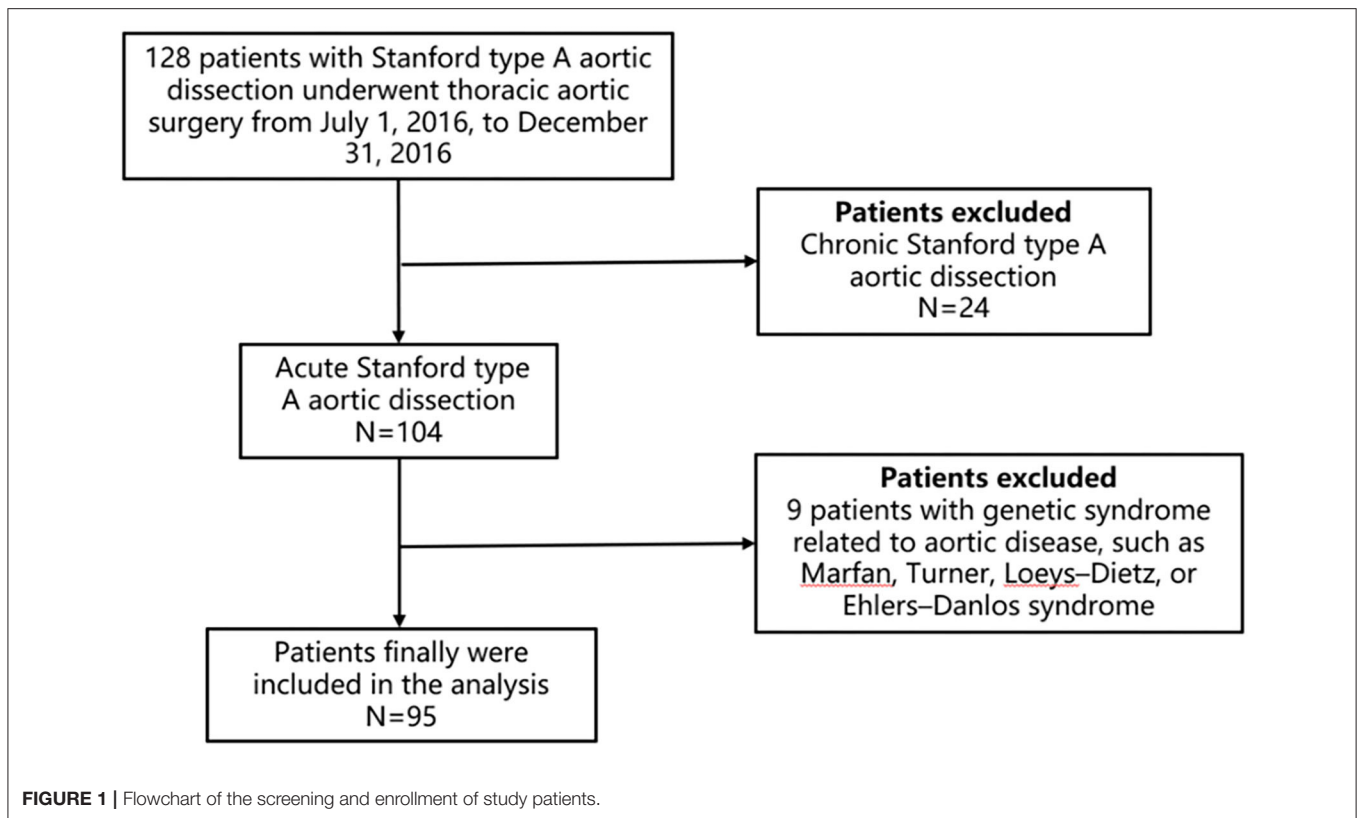 128 patients with Stanford type A aortic
dissection underwent thoracic aortic
surgery from July 1, 2016, to December
31, 2016
Patients excluded
Chronic Stanford type A
aortic dissection
N=24
Acute Stanford type
A aortic dissection
N=104
Patients excluded
9 patients with genetic syndrome
related to aortic disease, such as
Marfan, Turner, Loeys–Dietz, or
Ehlers–Danlos syndrome
Patients finally were
included in the analysis
N=95
FIGURE 1 | Flowchart of the screening and enrollment of study patients.